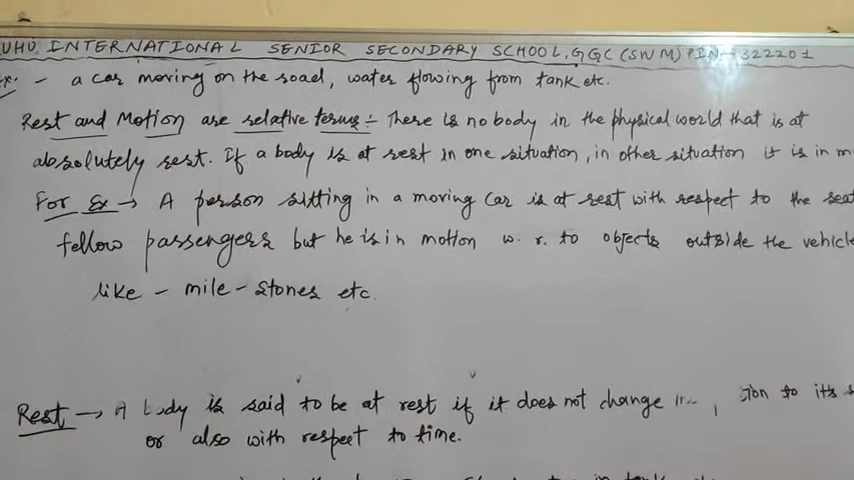 UHU INTERNATIONAL SENIOR SECONDARY SCHOOL, GGC (SWM) PIN - 322201
Ex: - a car moving on the road, water flowing from tank etc.
Rest and Motion are relative terms :- There is no body in the physical world that is at
absolutely rest. If a body is at rest in one situation, in other situation it is in m
For Ex → A person sitting in a moving car is at rest with respect to the seat
fellow passengers but he is in motion w. r. to objects outside the vehicle
like - mile - stones etc.
Rest → A body is said to be at rest if it does not change to it's s
or also with respect to time.